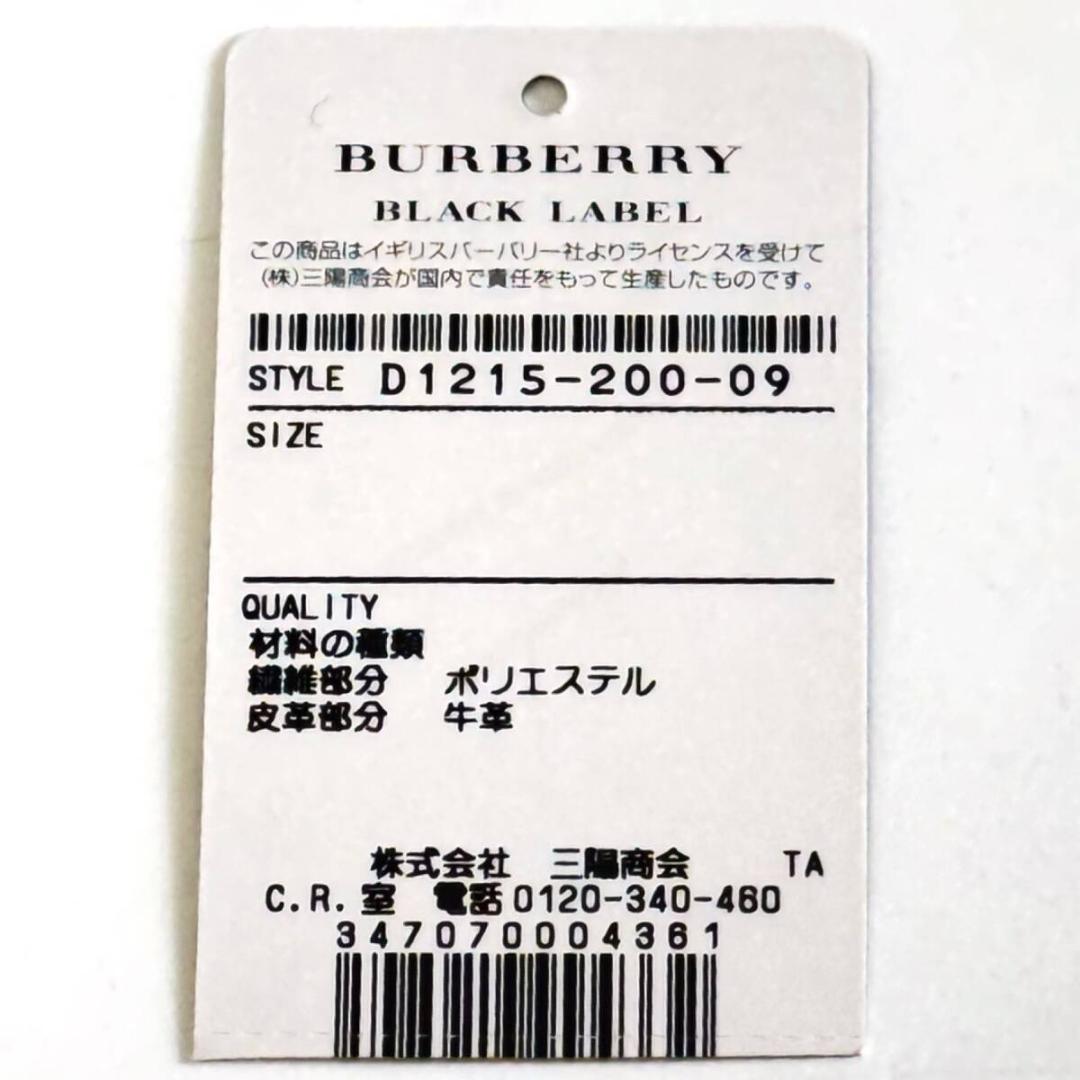 BURBERRY
BLACK LABEL
この商品はイギリスバーバリー社よりライセンスを受けて
(株)三陽商会が国内で責任をもって生産したものです。
STYLE D1215-200-09
SIZE
QUALITY
材料の種類
繊維部分 ポリエステル
皮革部分 牛革
株式会社 三陽商会 TA
C.R.室 電話0120-340-460
347070004361